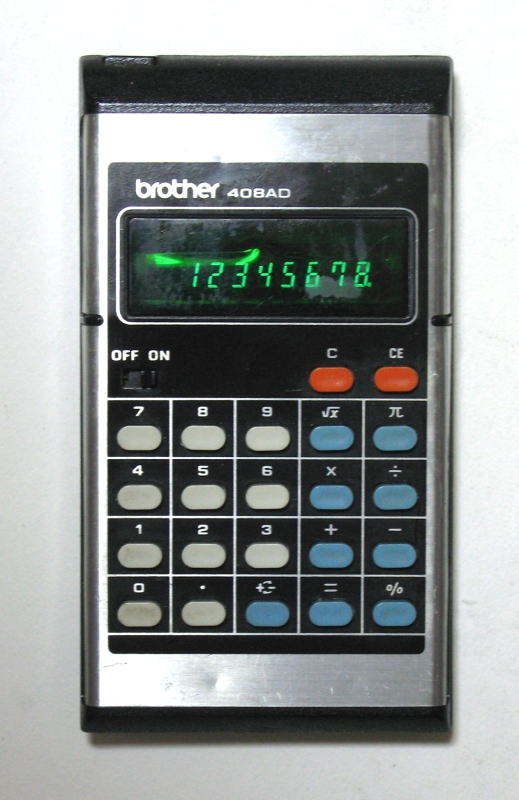 brother 408AD
12345678.
OFF ON C CE
7 8 9 √x π
4 5 6 × ÷
1 2 3 + −
0 · = %